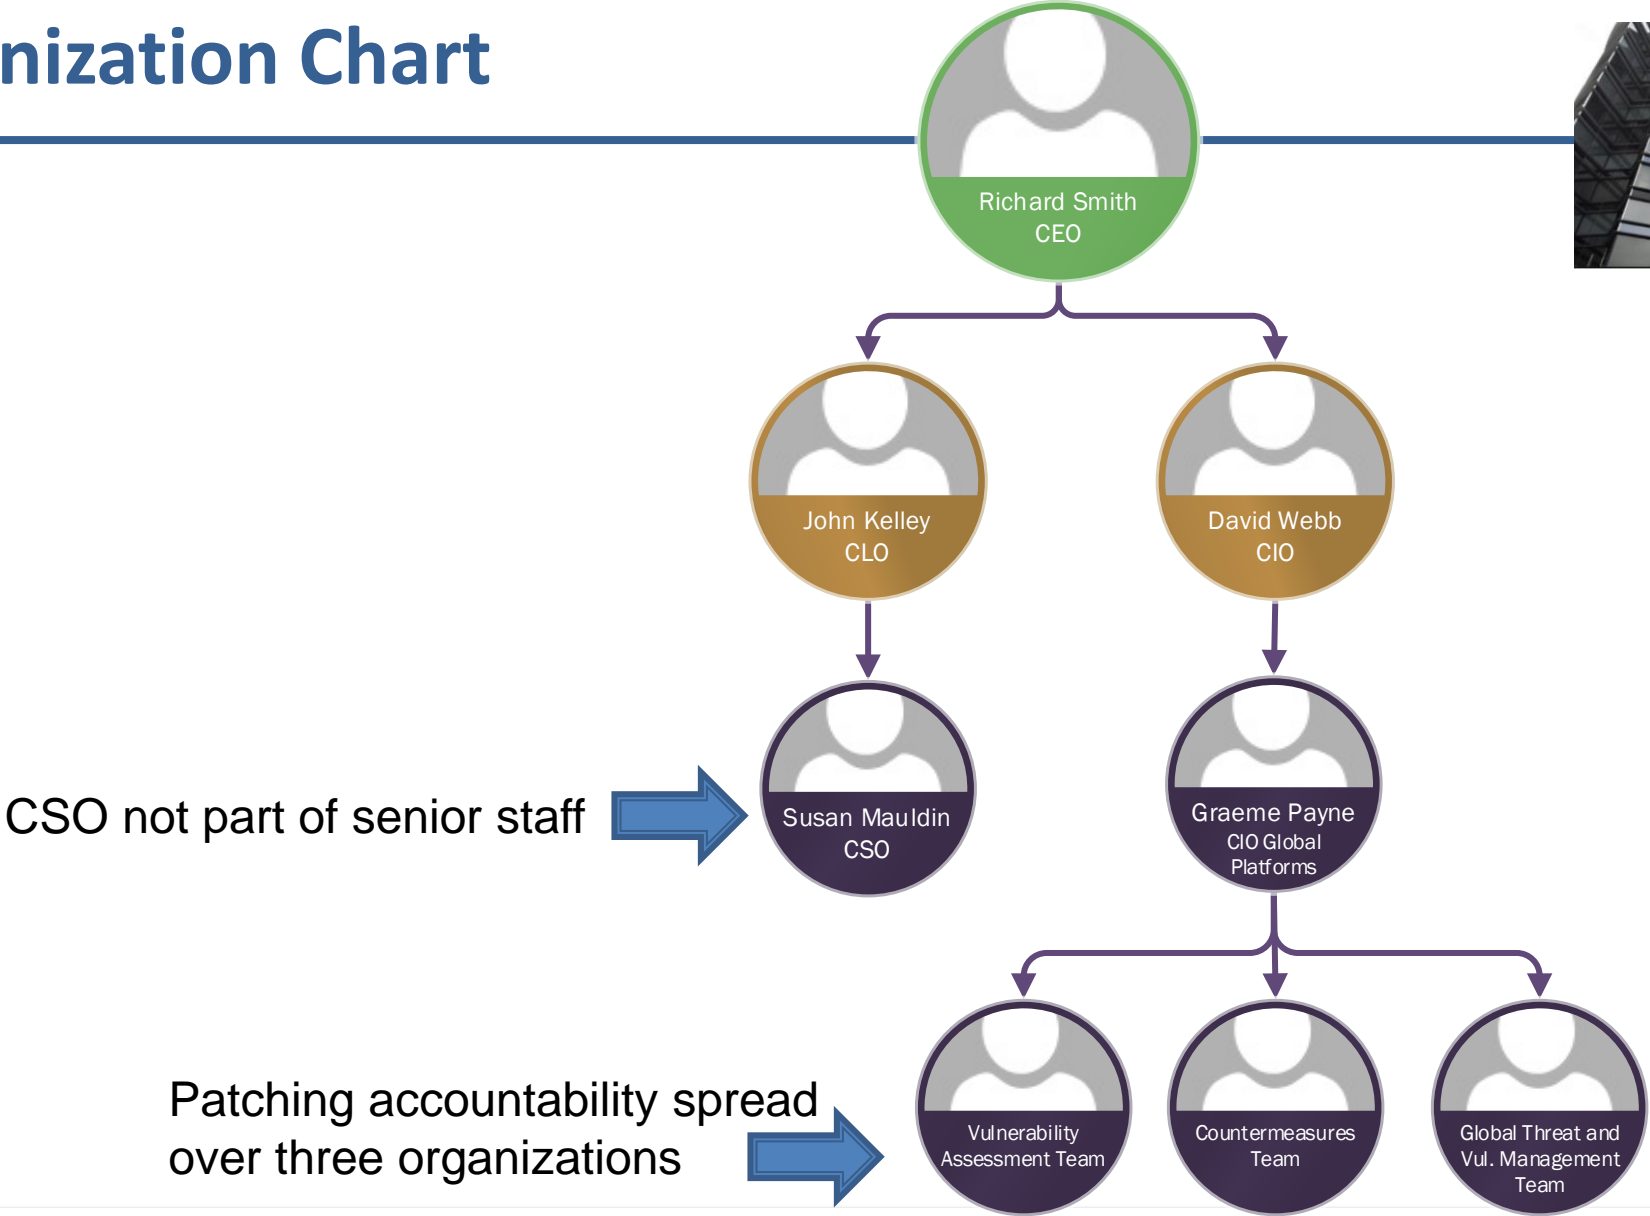 nization Chart
Richard Smith
CEO
John Kelley
CLO
David Webb
CIO
CSO not part of senior staff
Susan Mauldin
CSO
Graeme Payne
CIO Global
Platforms
Patching accountability spread
over three organizations
Vulnerability
Assessment Team
Countermeasures
Team
Global Threat and
Vul. Management
Team